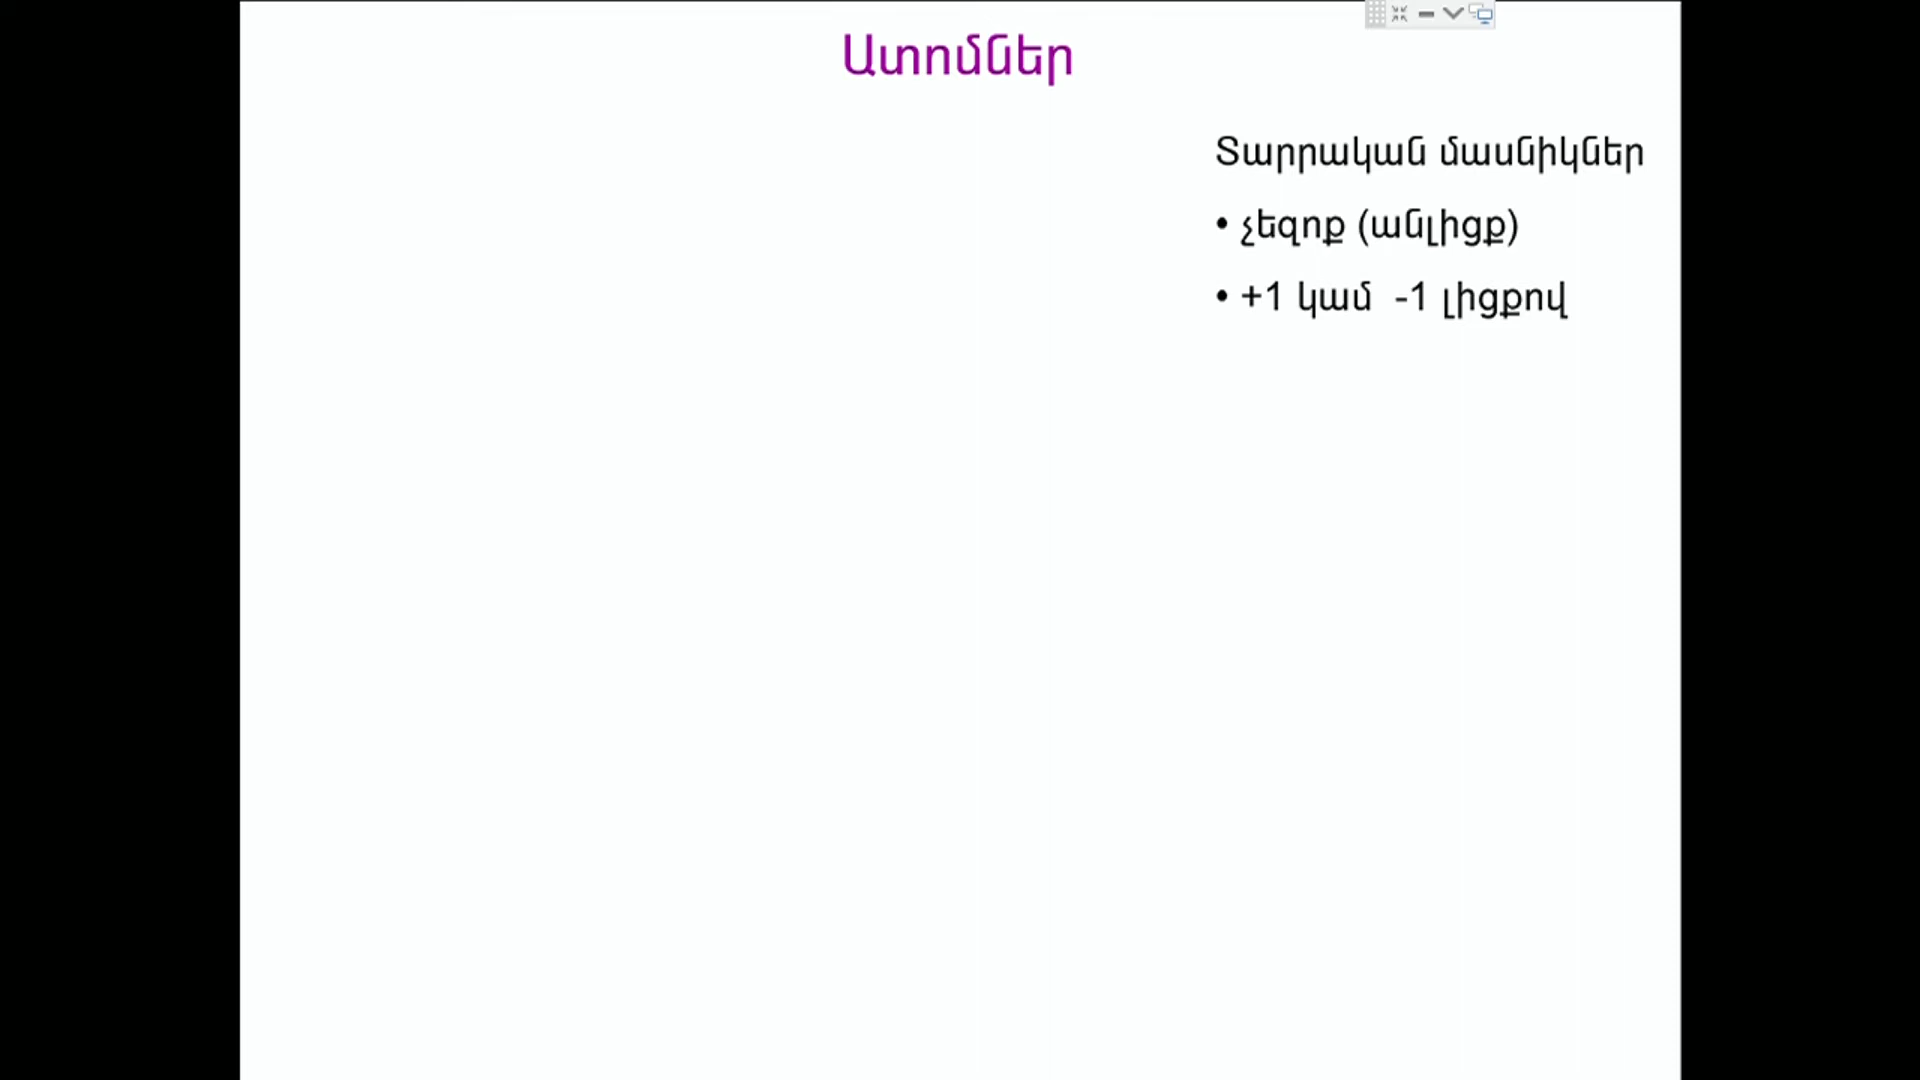 Ատոմներ
Տարրական մասնիկներ
• չեզոք (անլիցք)
• +1 կամ -1 լիցքով